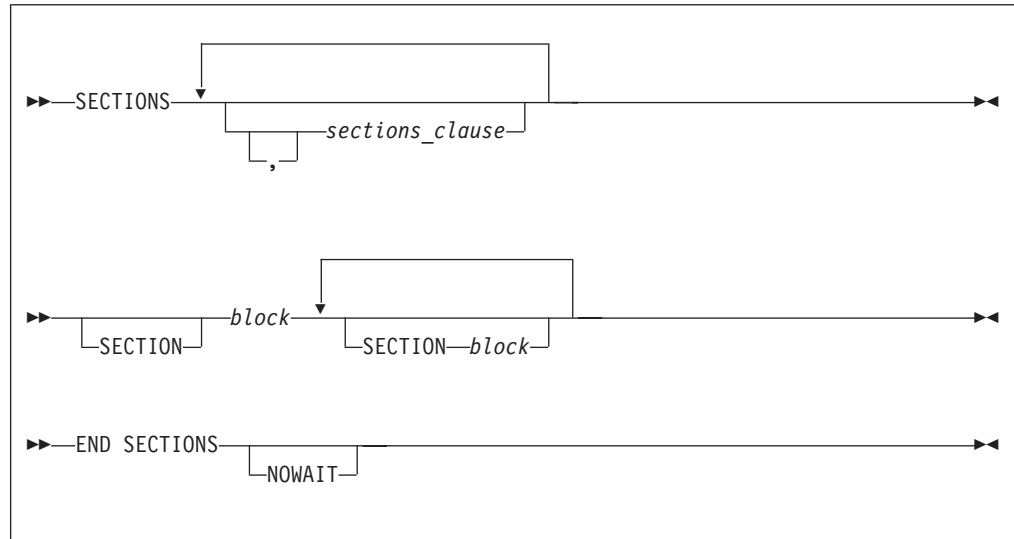 SECTIONS
sections_clause
,
block
SECTION
SECTION block
END SECTIONS
NOWAIT